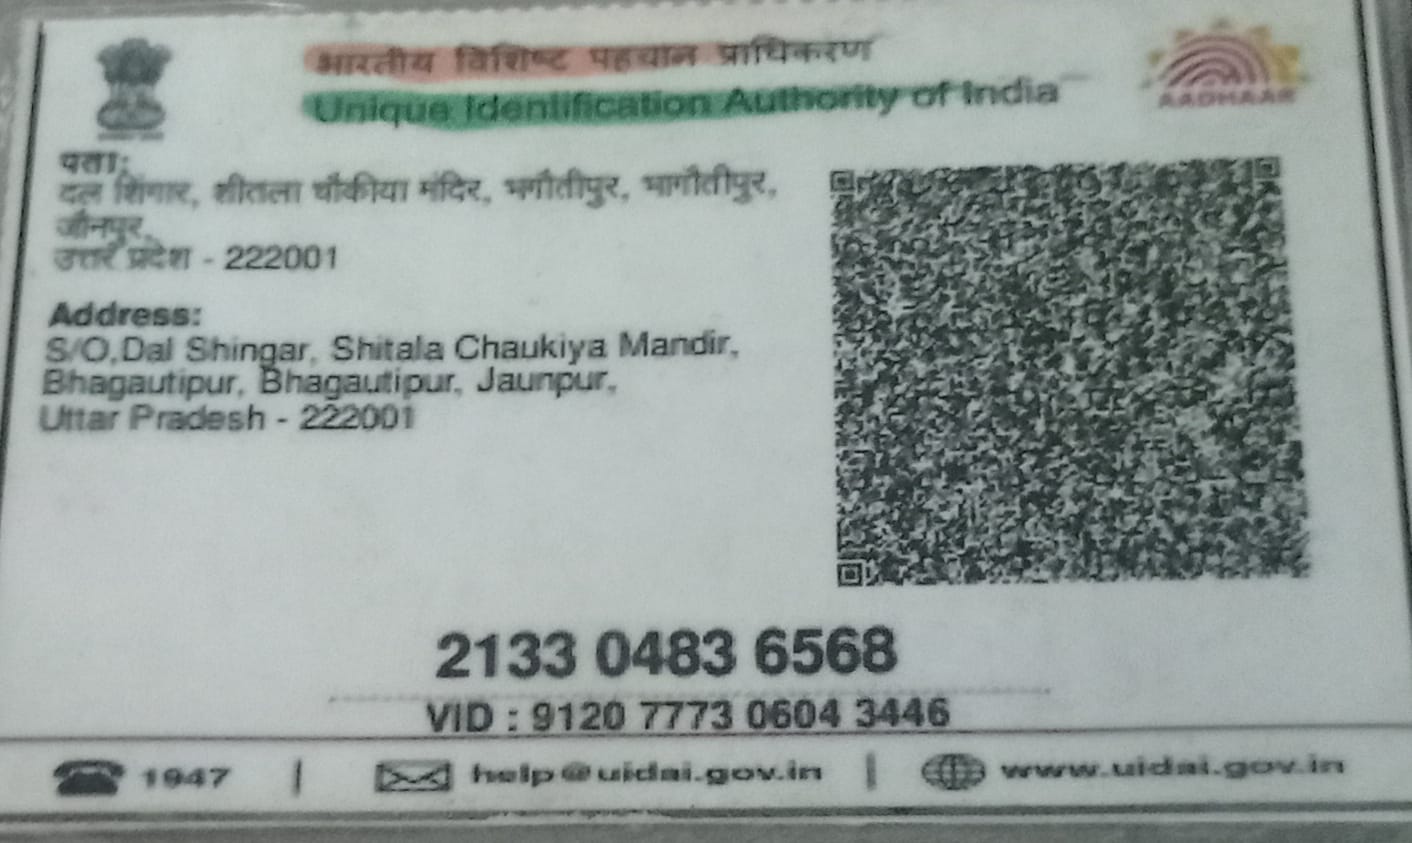 भारतीय विशिष्ट पहचान प्राधिकरण
Unique Identification Authority of India
AADHAAR
पता:
दल शिंगार, शीतला चौकीया मंदिर, भगौतीपुर, भागौतीपुर,
जौनपुर,
उत्तर प्रदेश - 222001
Address:
S/O,Dal Shingar, Shitala Chaukiya Mandir,
Bhagautipur, Bhagautipur, Jaunpur,
Uttar Pradesh - 222001
2133 0483 6568
VID : 9120 7773 0604 3446
1947 | help@uidai.gov.in | www.uidai.gov.in